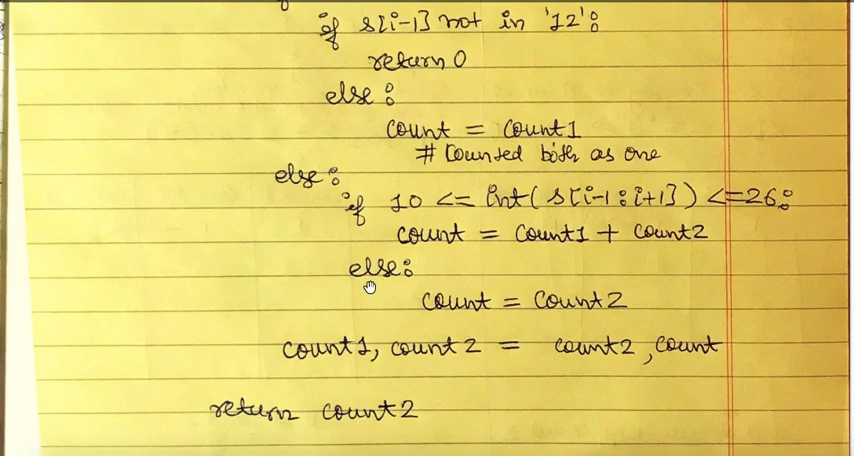 if s[i-1] not in '12':
return 0
else:
count = count1
# Counted both as one
else:
if 10 <= int(s[i-1:i+1]) <=26:
count = count1 + count2
else:
count = count2
count1, count2 = count2, count
return count2